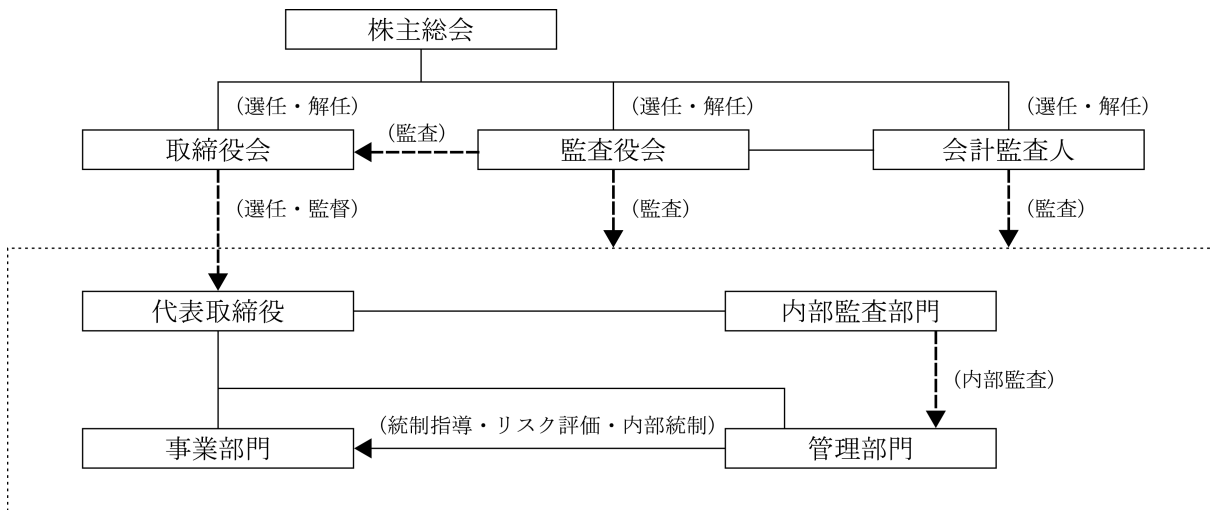 株主総会
(選任・解任)
(選任・解任)
(選任・解任)
取締役会
(監査)
監査役会
会計監査人
(選任・監督)
(監査)
(監査)
代表取締役
内部監査部門
(内部監査)
(統制指導・リスク評価・内部統制)
事業部門
管理部門